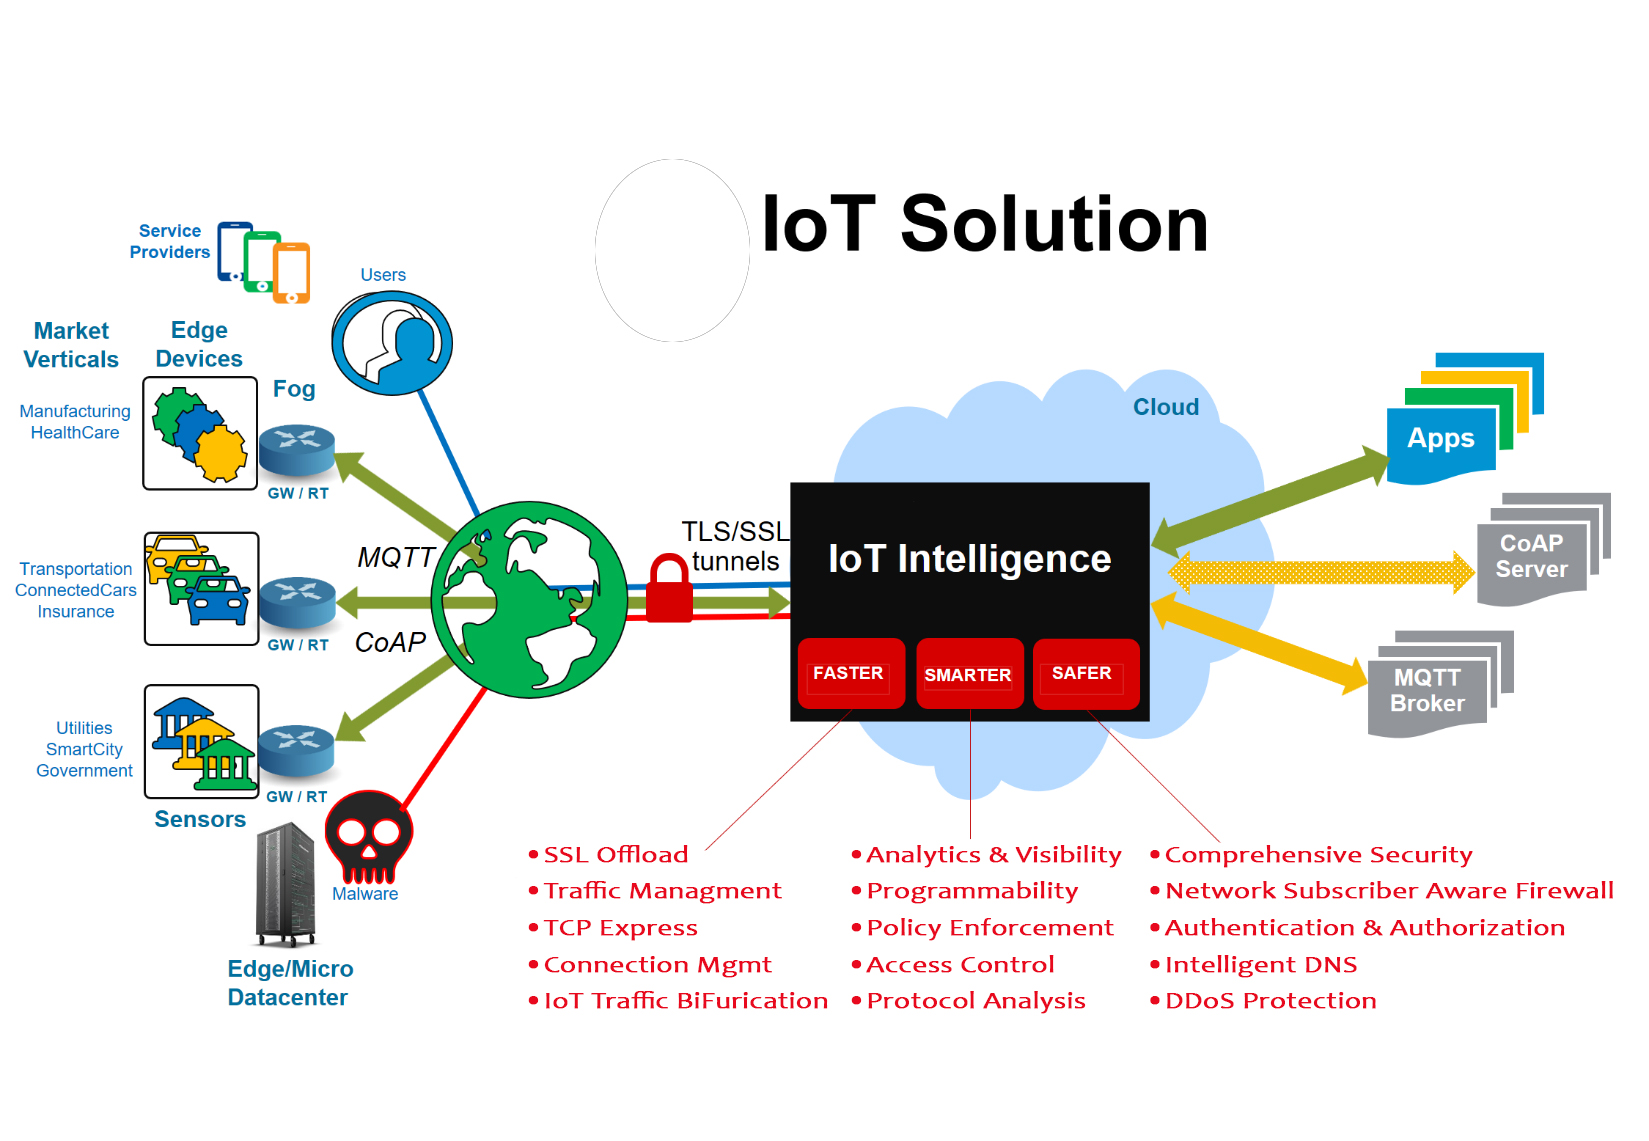 IoT Solution
Service
Providers
Users
Market
Verticals
Edge
Devices
Fog
Manufacturing
HealthCare
GW / RT
Transportation
ConnectedCars
Insurance
GW / RT
Utilities
SmartCity
Government
GW / RT
Sensors
Malware
Edge/Micro
Datacenter
MQTT
CoAP
TLS/SSL
tunnels
Cloud
IoT Intelligence
FASTER
SMARTER
SAFER
Apps
CoAP
Server
MQTT
Broker
• SSL Offload
• Traffic Managment
• TCP Express
• Connection Mgmt
• IoT Traffic BiFurication
• Analytics & Visibility
• Programmability
• Policy Enforcement
• Access Control
• Protocol Analysis
• Comprehensive Security
• Network Subscriber Aware Firewall
• Authentication & Authorization
• Intelligent DNS
• DDoS Protection